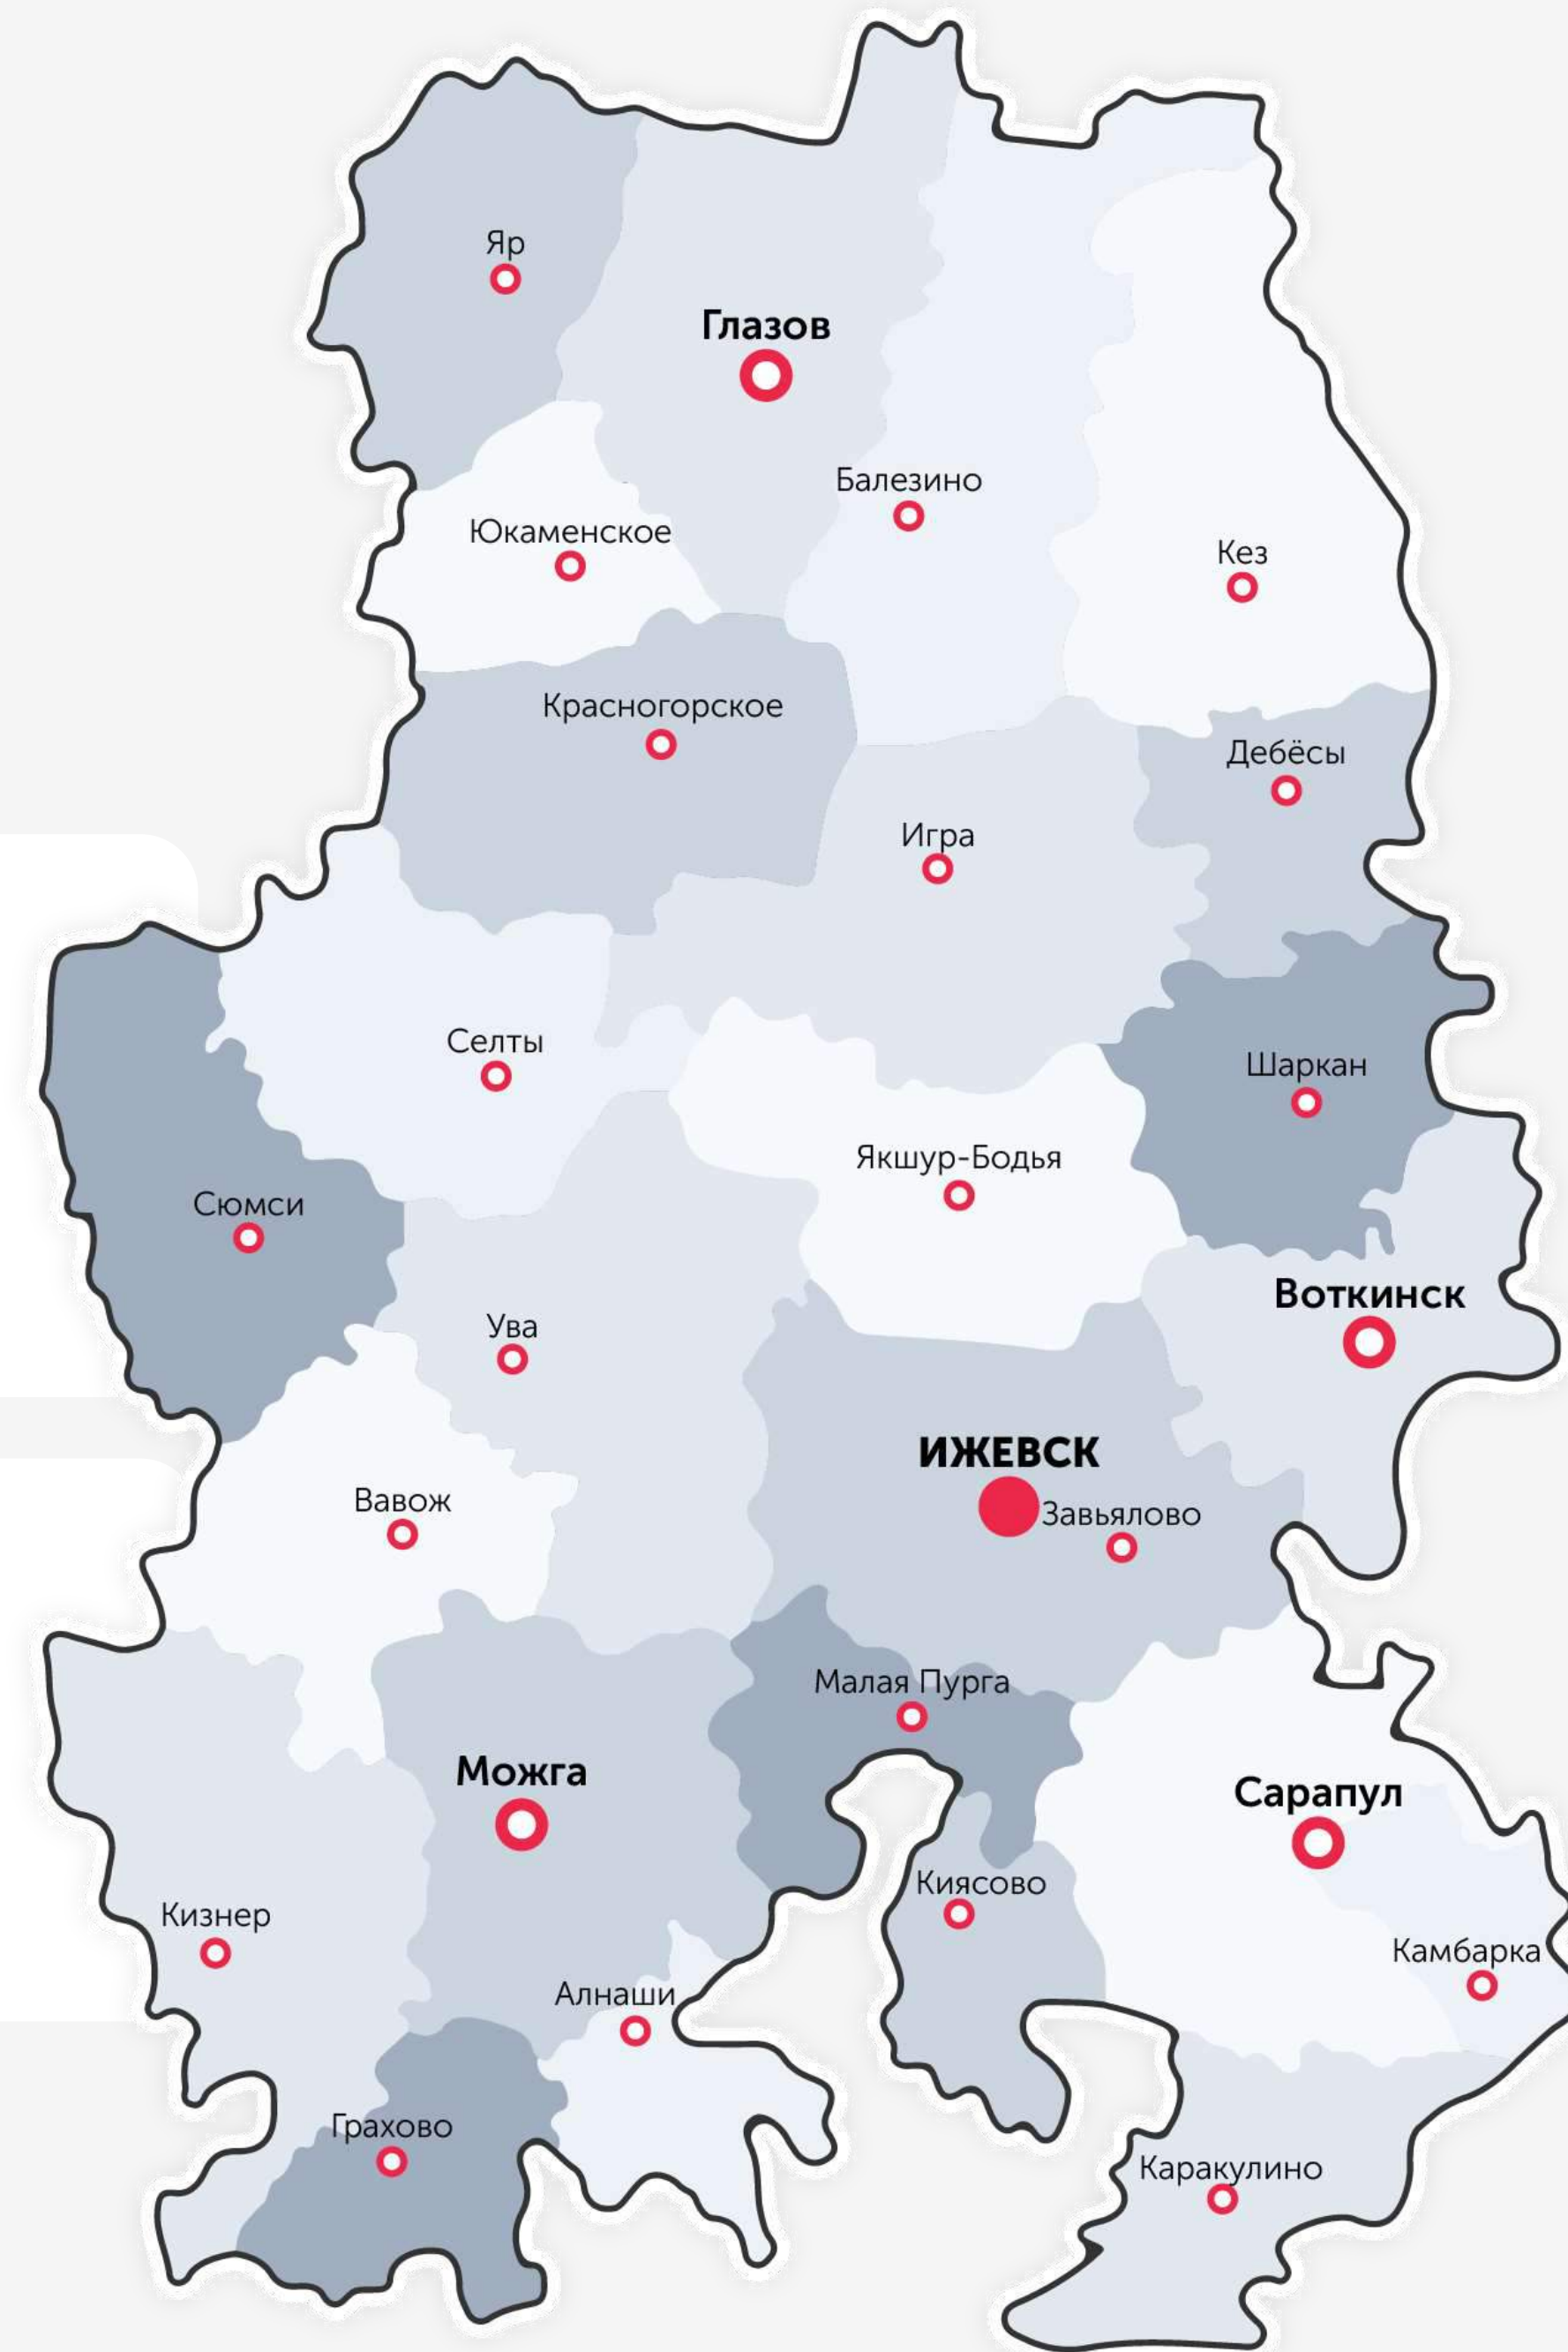 Яр
Глазов
Балезино
Юкаменское
Кез
Красногорское
Дебёсы
Игра
Селты
Шаркан
Якшур-Бодья
Сюмси
Воткинск
Ува
ИЖЕВСК
Вавож
Завьялово
Малая Пурга
Можга
Сарапул
Киясово
Кизнер
Камбарка
Алнаши
Грахово
Каракулино